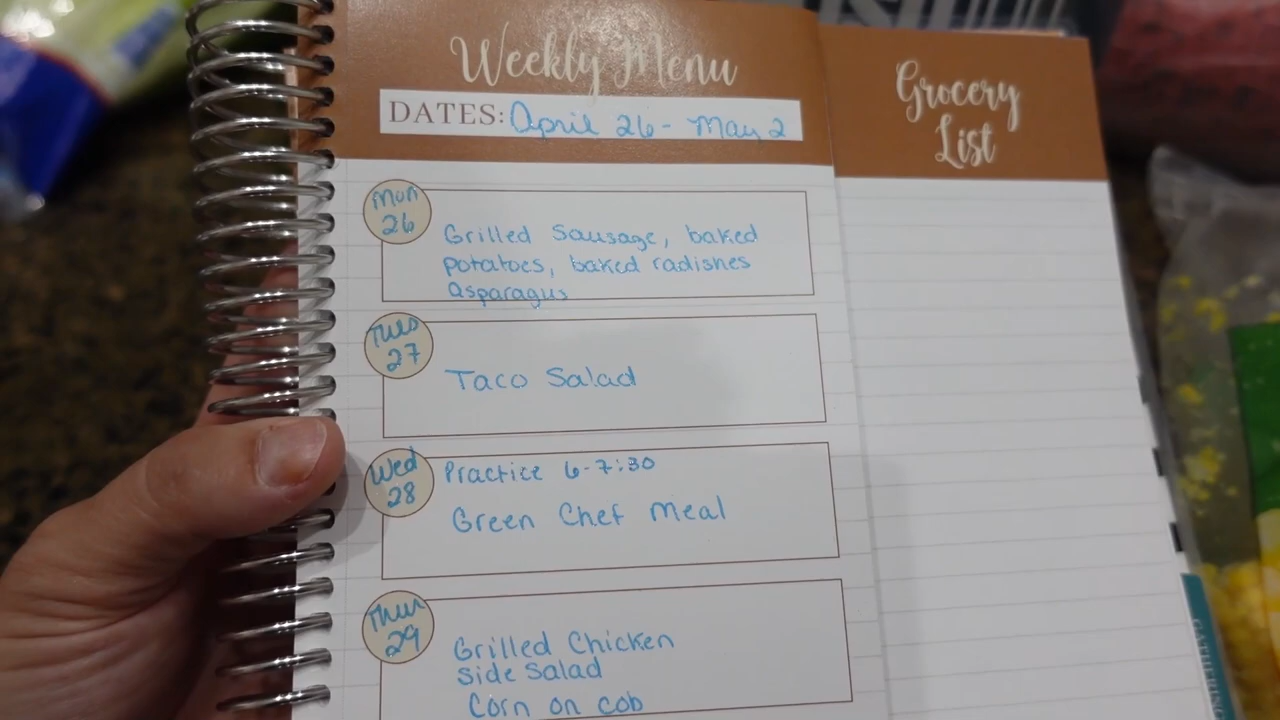 Weekly Menu
DATES: April 26 - May 2
Mon
26
Grilled Sausage, baked
potatoes, baked radishes
asparagus
Tues
27
Taco Salad
Wed
28
Practice 6-7:30
Green Chef Meal
Thur
29
Grilled Chicken
Side Salad
Corn on cob
Grocery
List
GATHERING